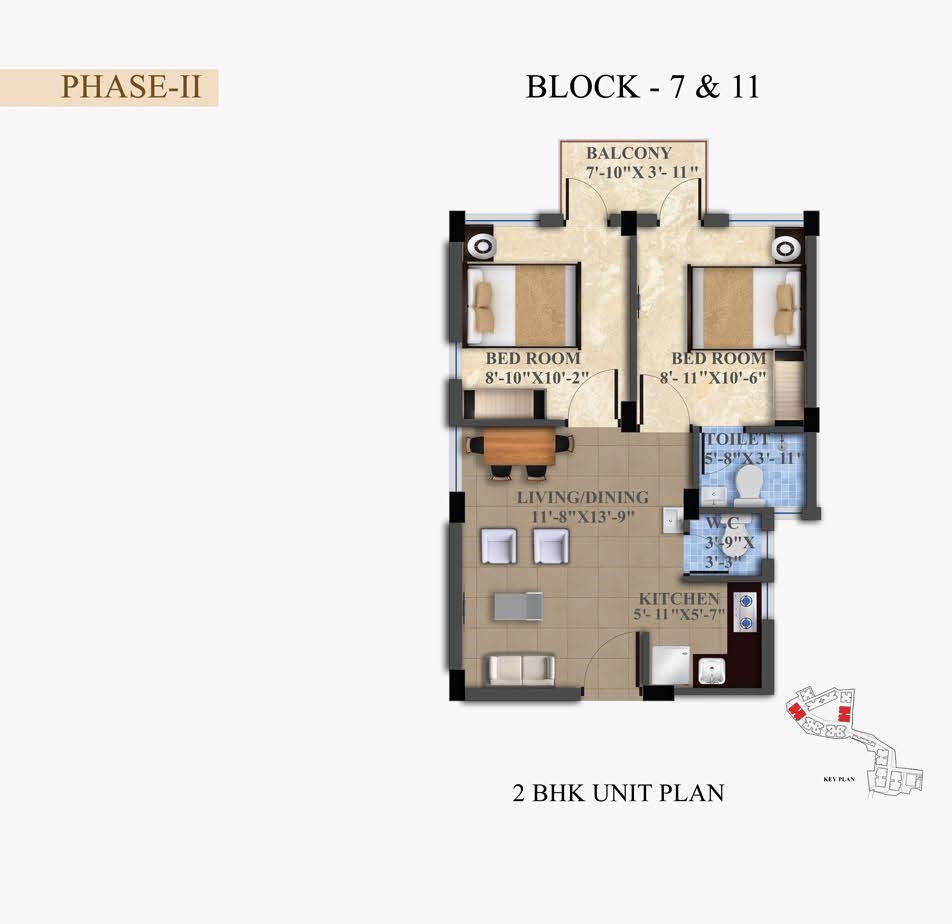 PHASE-II
BLOCK - 7 & 11
BALCONY
7'-10"X 3'- 11"
BED ROOM
8'-10"X10'-2"
BED ROOM
8'- 11"X10'-6"
TOILET
5'-8"X3'- 11'
LIVING/DINING
11'-8"X13'-9"
W.C
3'-9"X
3'-3"
KITCHEN
5'- 11"X5'-7"
KEY PLAN
2 BHK UNIT PLAN